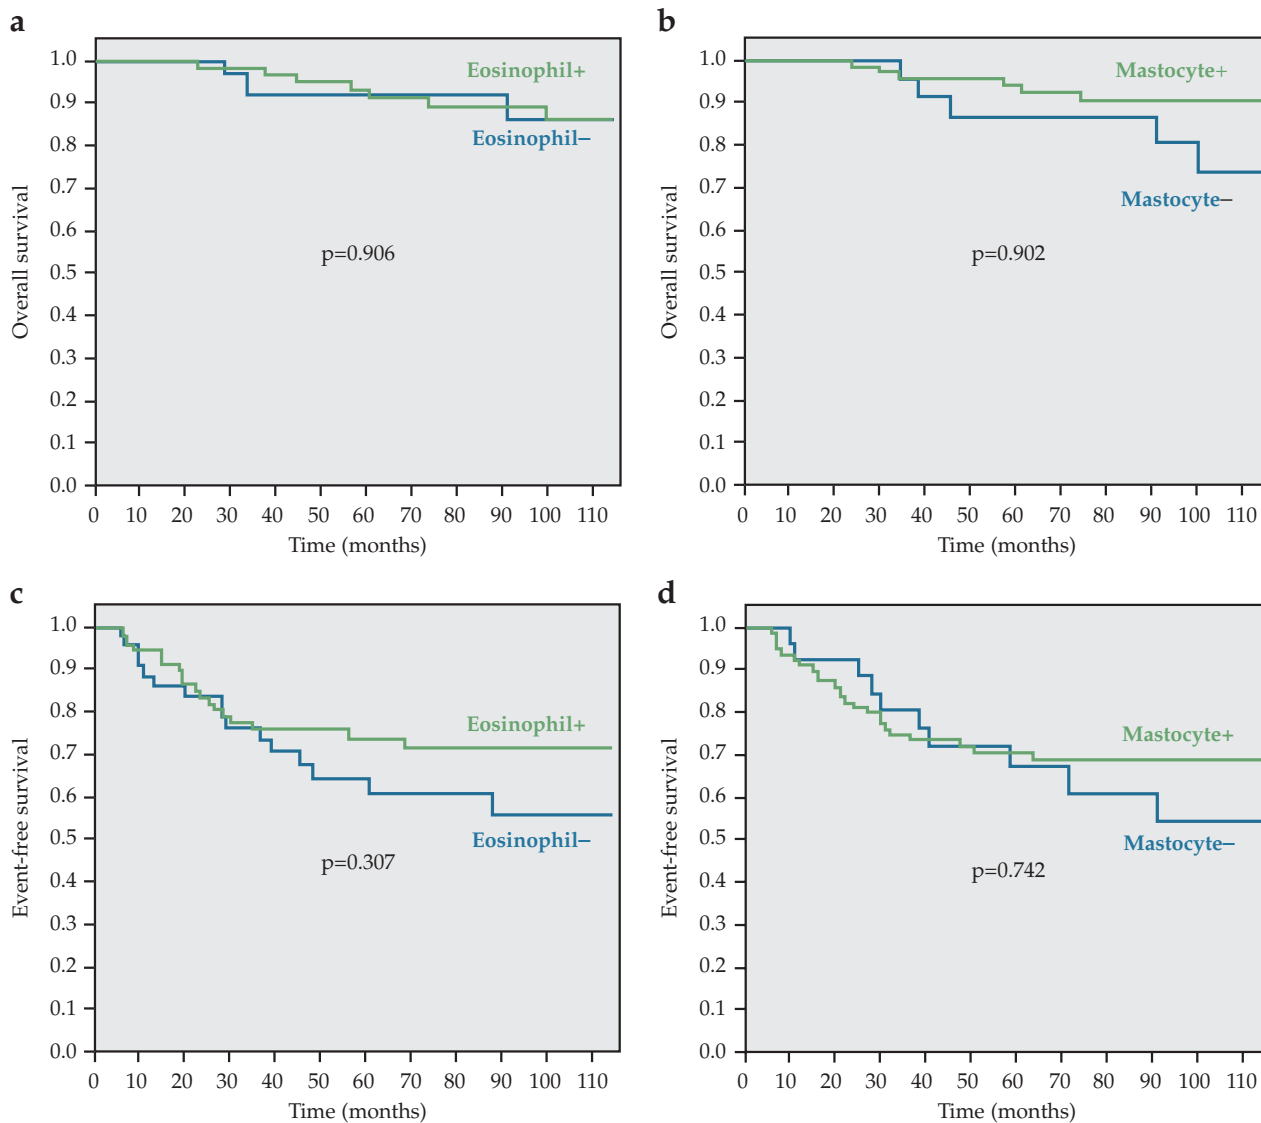 a
1.0
0.9
0.8
0.7
0.6
0.5
0.4
0.3
0.2
0.1
0.0
Overall survival
Eosinophil+
Eosinophil–
p=0.906
0 10 20 30 40 50 60 70 80 90 100 110
Time (months)
b
1.0
0.9
0.8
0.7
0.6
0.5
0.4
0.3
0.2
0.1
0.0
Overall survival
Mastocyte+
Mastocyte–
p=0.902
0 10 20 30 40 50 60 70 80 90 100 110
Time (months)
c
1.0
0.9
0.8
0.7
0.6
0.5
0.4
0.3
0.2
0.1
0.0
Event-free survival
Eosinophil+
Eosinophil–
p=0.307
0 10 20 30 40 50 60 70 80 90 100 110
Time (months)
d
1.0
0.9
0.8
0.7
0.6
0.5
0.4
0.3
0.2
0.1
0.0
Event-free survival
Mastocyte+
Mastocyte–
p=0.742
0 10 20 30 40 50 60 70 80 90 100 110
Time (months)